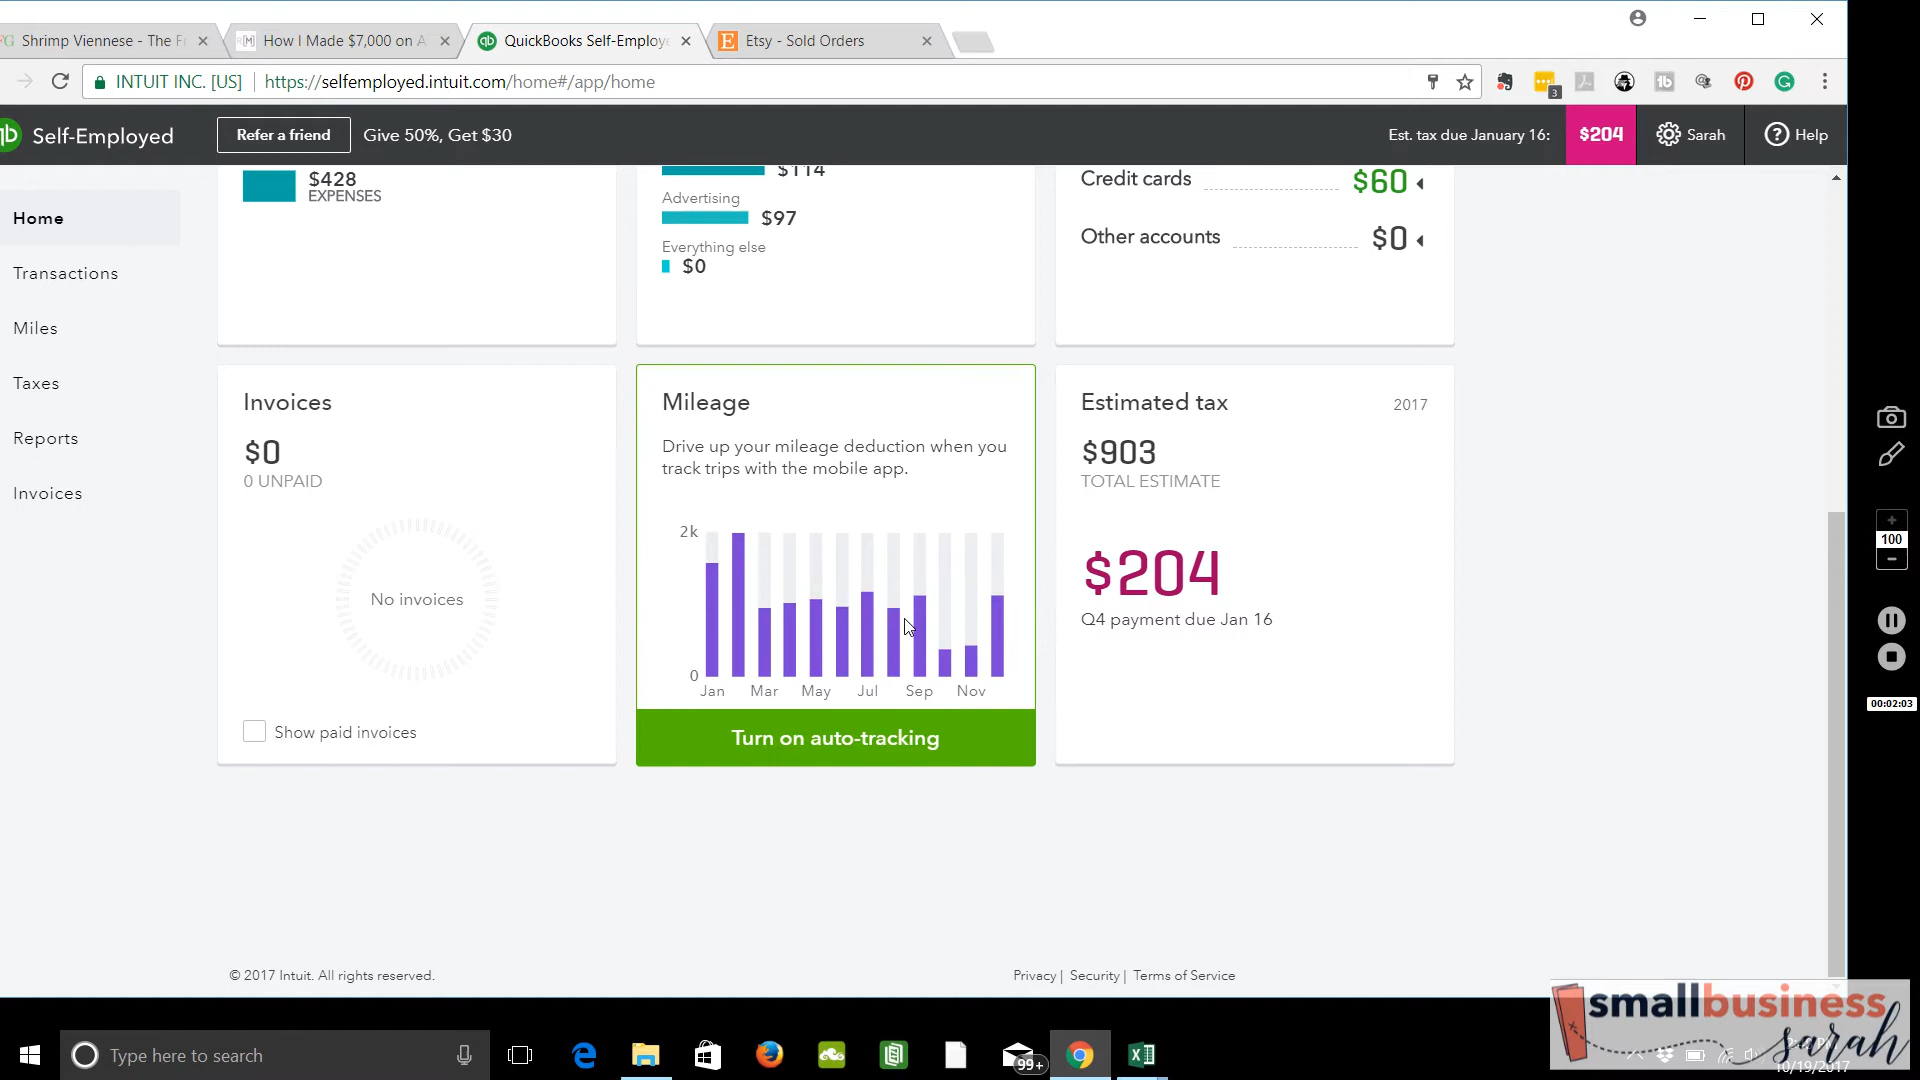 Shrimp Viennese - The Fr
How I Made $7,000 on A
QuickBooks Self-Employe
Etsy - Sold Orders
INTUIT INC. [US]
https://selfemployed.intuit.com/home#/app/home
3
Self-Employed
Refer a friend
Give 50%, Get $30
Est. tax due January 16:
$204
Sarah
Help
Home
Transactions
Miles
Taxes
Reports
Invoices
$428
EXPENSES
$114
Advertising
$97
Everything else
$0
Credit cards
$60
Other accounts
$0
Invoices
$0
0 UNPAID
No invoices
Show paid invoices
Mileage
Drive up your mileage deduction when you
track trips with the mobile app.
2k
0
Jan Mar May Jul Sep Nov
Turn on auto-tracking
Estimated tax
2017
$903
TOTAL ESTIMATE
$204
Q4 payment due Jan 16
100
00:02:03
© 2017 Intuit. All rights reserved.
Privacy | Security | Terms of Service
Type here to search
99+
smallbusiness
sarah
10/19/2017